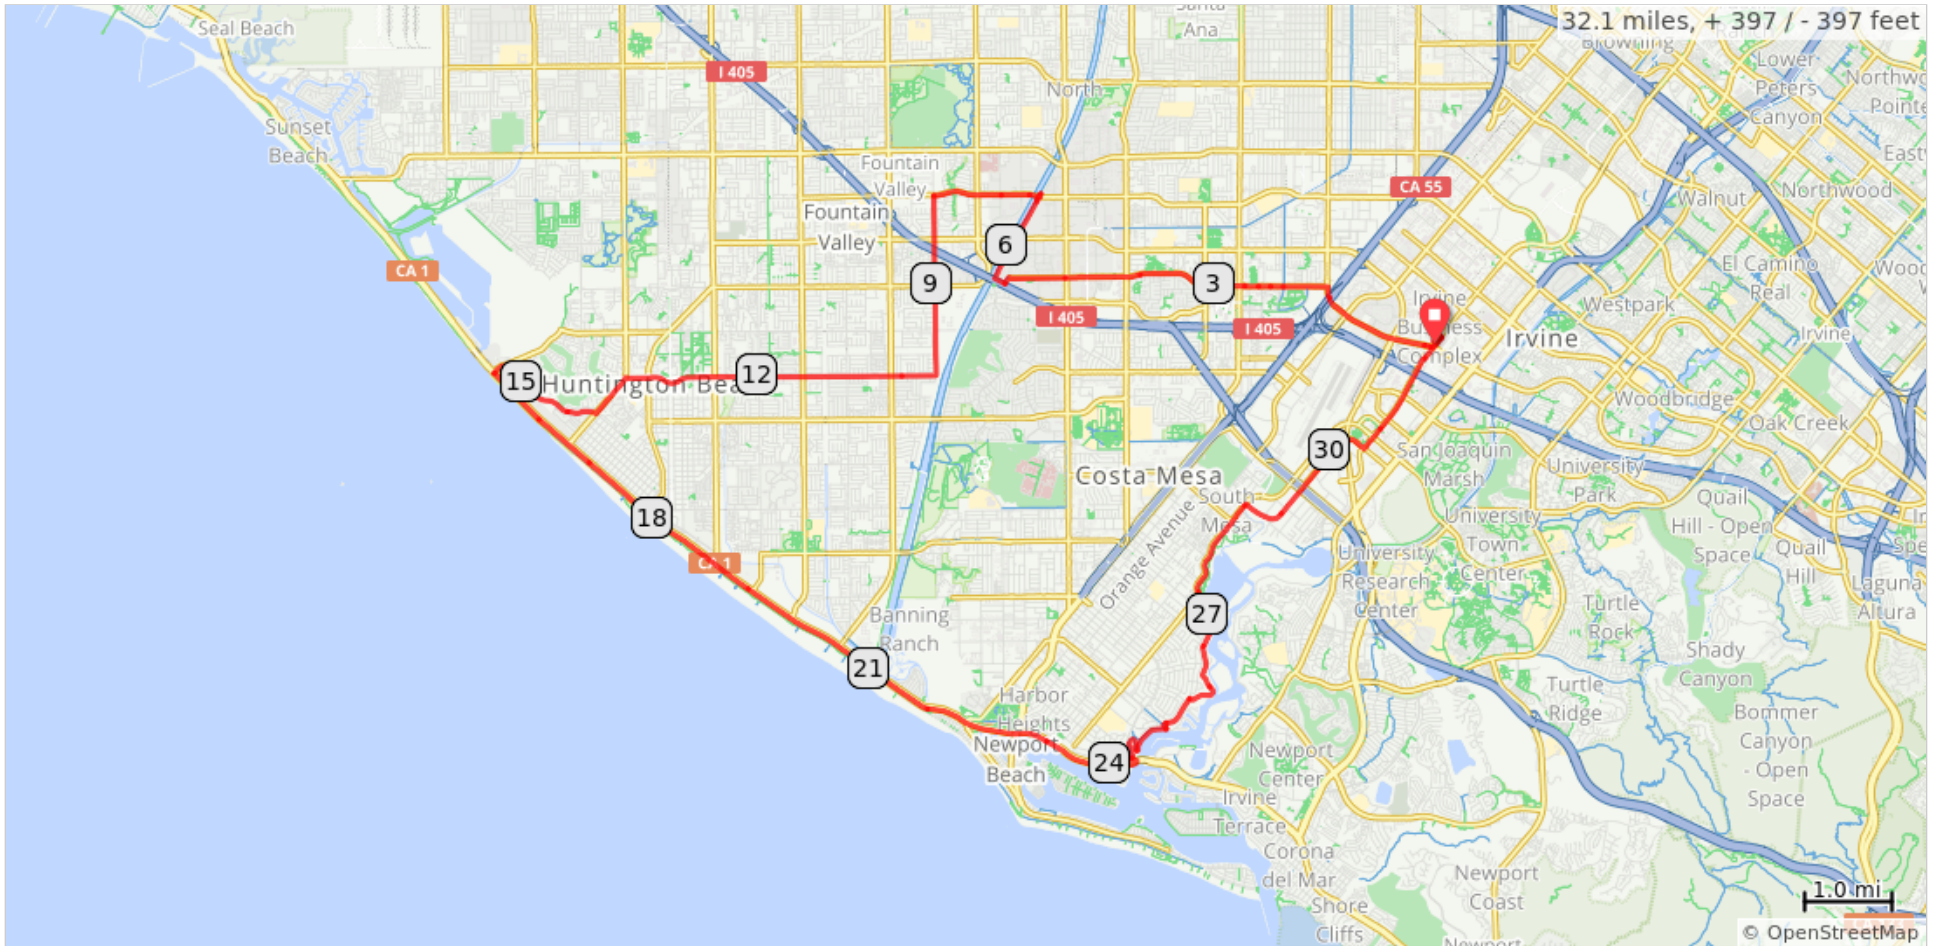 32.1 miles, + 397 / - 397 feet
Seal Beach
Santa
Ana
Browning
Lower
Peters
Canyon
I 405
North
Sunset
Beach
Fountain
Valley
CA 55
Walnut
Northwood
Fountain
Valley
6
CA 1
9
3
El Camino
Real
Westpark
Irvine
Business
Complex
I 405
I 405
Irvine
Irvine
15
Huntington Bea
12
Woodbridge
Oak Creek
30
San Joaquin
Marsh
University
Park
Costa Mesa
South
Mesa
Quail
Hill - Open
Space
18
University
Town
Center
Orange Avenue
CA 1
University
Research
Center
Quail
Hill
Laguna
Altura
27
Banning
Ranch
Turtle
Rock
Shady
Canyon
21
Harbor
Heights
Turtle
Ridge
Bommer
Canyon
- Open
Space
Newport
Beach
24
Newport
Center
Irvine
Terrace
Corona
del Mar
Shore
Cliffs
Newport
Coast
1.0 mi
Newport
© OpenStreetMap